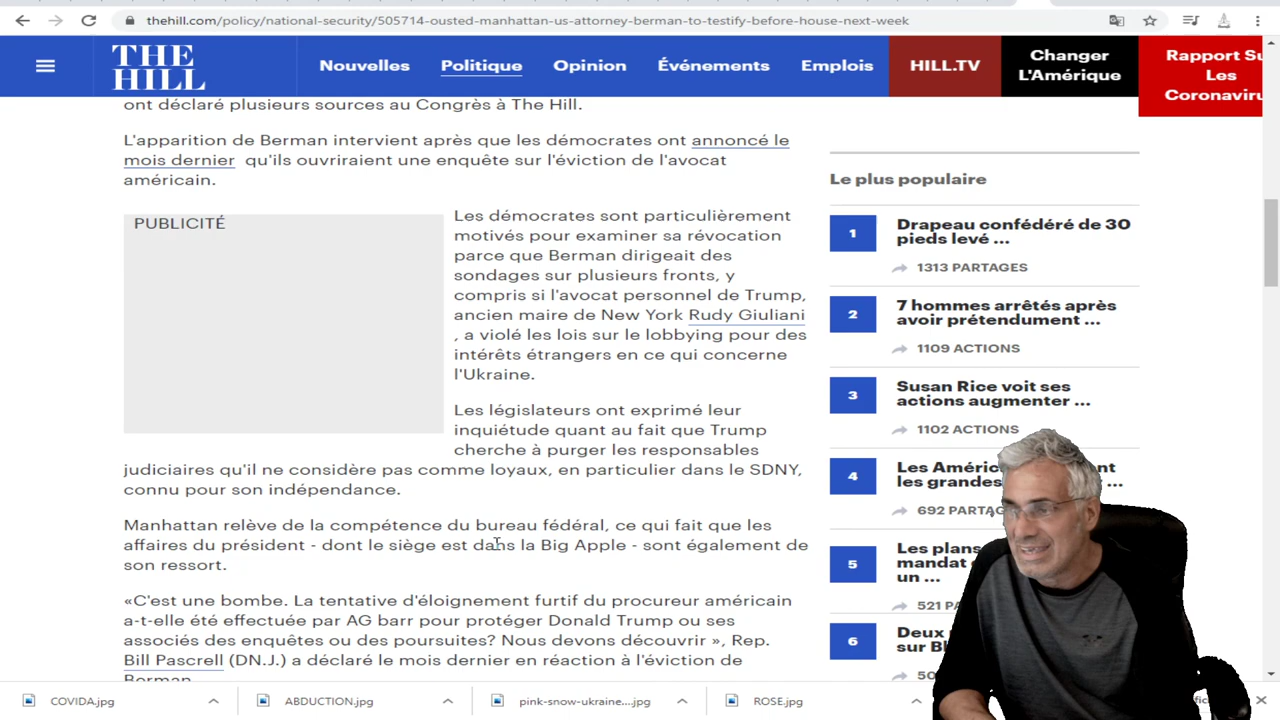 thehill.com/policy/national-security/505714-ousted-manhattan-us-attorney-berman-to-testify-before-house-next-week
THE
HILL
Nouvelles
Politique
Opinion
Événements
Emplois
HILL.TV
Changer
L'Amérique
Rapport Su
Les
Coronaviru
ont déclaré plusieurs sources au Congrès à The Hill.
L'apparition de Berman intervient après que les démocrates ont annoncé le
mois dernier qu'ils ouvriraient une enquête sur l'éviction de l'avocat
américain.
PUBLICITÉ
Les démocrates sont particulièrement
motivés pour examiner sa révocation
parce que Berman dirigeait des
sondages sur plusieurs fronts, y
compris si l'avocat personnel de Trump,
ancien maire de New York Rudy Giuliani
, a violé les lois sur le lobbying pour des
intérêts étrangers en ce qui concerne
l'Ukraine.
Les législateurs ont exprimé leur
inquiétude quant au fait que Trump
cherche à purger les responsables
judiciaires qu'il ne considère pas comme loyaux, en particulier dans le SDNY,
connu pour son indépendance.
Manhattan relève de la compétence du bureau fédéral, ce qui fait que les
affaires du président - dont le siège est dans la Big Apple - sont également de
son ressort.
«C'est une bombe. La tentative d'éloignement furtif du procureur américain
a-t-elle été effectuée par AG barr pour protéger Donald Trump ou ses
associés des enquêtes ou des poursuites? Nous devons découvrir », Rep.
Bill Pascrell (DN.J.) a déclaré le mois dernier en réaction à l'éviction de
Berman
Le plus populaire
1
Drapeau confédéré de 30
pieds levé ...
1313 PARTAGES
2
7 hommes arrêtés après
avoir prétendument ...
1109 ACTIONS
3
Susan Rice voit ses
actions augmenter ...
1102 ACTIONS
4
Les Améric
les grandes
692 PARTAG
5
Les plans
mandat
un ...
521 PA
6
Deux
sur Bl
COVIDA.jpg
ABDUCTION.jpg
pink-snow-ukraine....jpg
ROSE.jpg